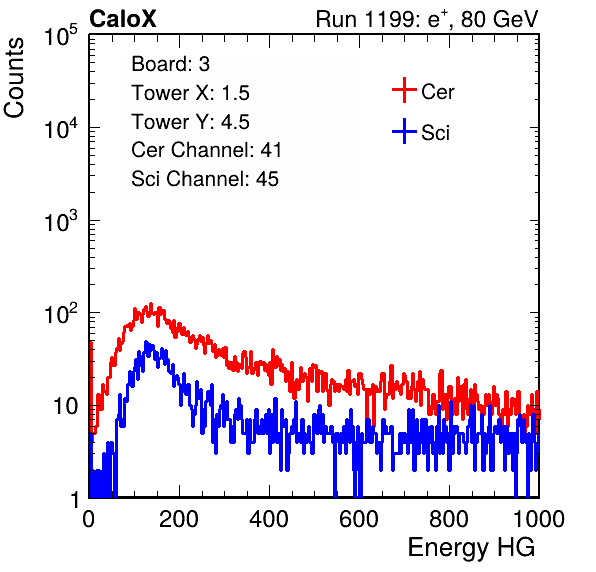 CaloX Run 1199: e⁺, 80 GeV
Counts
Board: 3
Tower X: 1.5
Tower Y: 4.5
Cer Channel: 41
Sci Channel: 45
Cer
Sci
10⁵
10⁴
10³
10²
10
1
0 200 400 600 800 1000
Energy HG